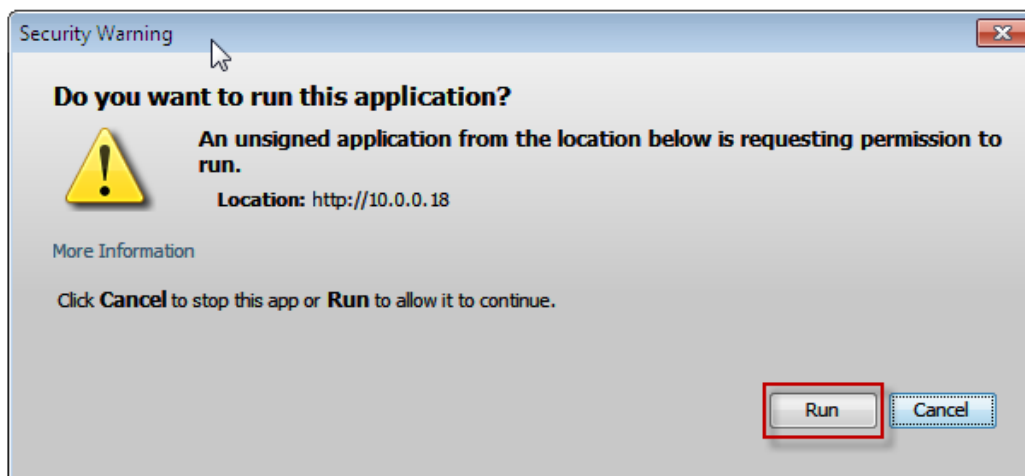 Security Warning
Do you want to run this application?
An unsigned application from the location below is requesting permission to
run.
Location: http://10.0.0.18
More Information
Click Cancel to stop this app or Run to allow it to continue.
Run Cancel